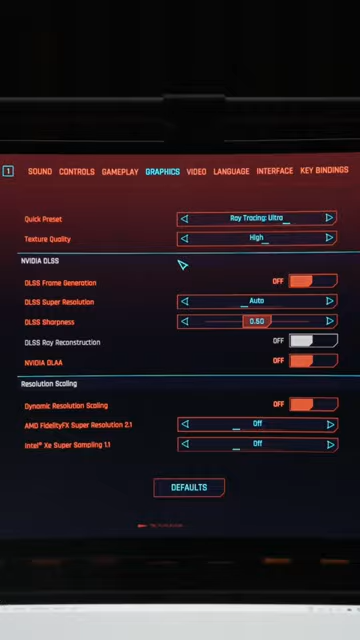 1 SOUND CONTROLS GAMEPLAY GRAPHICS VIDEO LANGUAGE INTERFACE KEY BINDINGS
Quick Preset Ray Tracing: Ultra
Texture Quality High
NVIDIA DLSS
DLSS Frame Generation OFF
DLSS Super Resolution Auto
DLSS Sharpness 0.50
DLSS Ray Reconstruction OFF
NVIDIA DLAA OFF
Resolution Scaling
Dynamic Resolution Scaling OFF
AMD FidelityFX Super Resolution 2.1 Off
Intel® Xe Super Sampling 1.1 Off
DEFAULTS